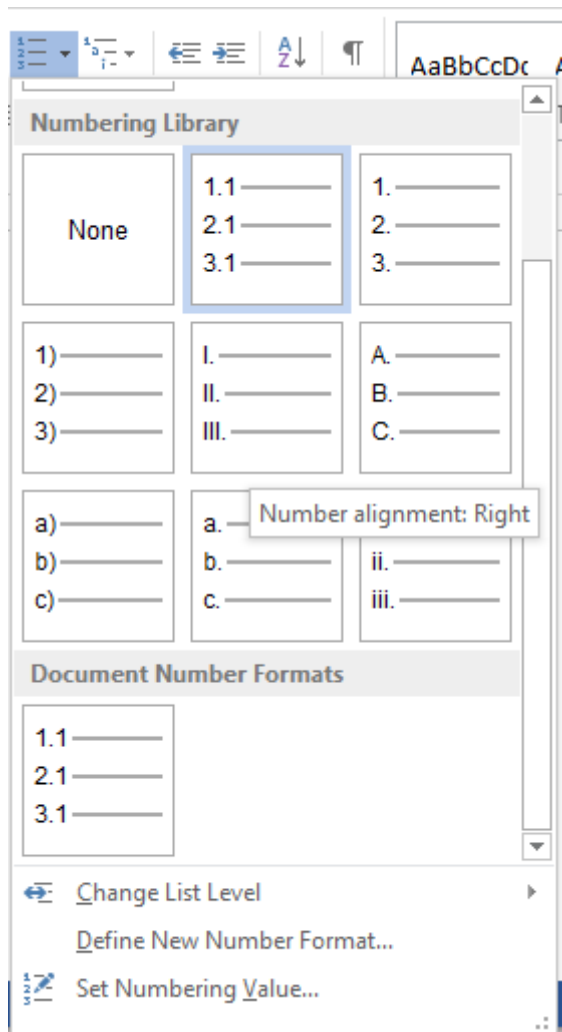 AaBbCcDc
Numbering Library
None
1.1
2.1
3.1
1.
2.
3.
1)
2)
3)
I.
II.
III.
A.
B.
C.
a)
b)
c)
a.
b.
c.
Number alignment: Right
ii.
iii.
Document Number Formats
1.1
2.1
3.1
Change List Level
Define New Number Format...
Set Numbering Value...